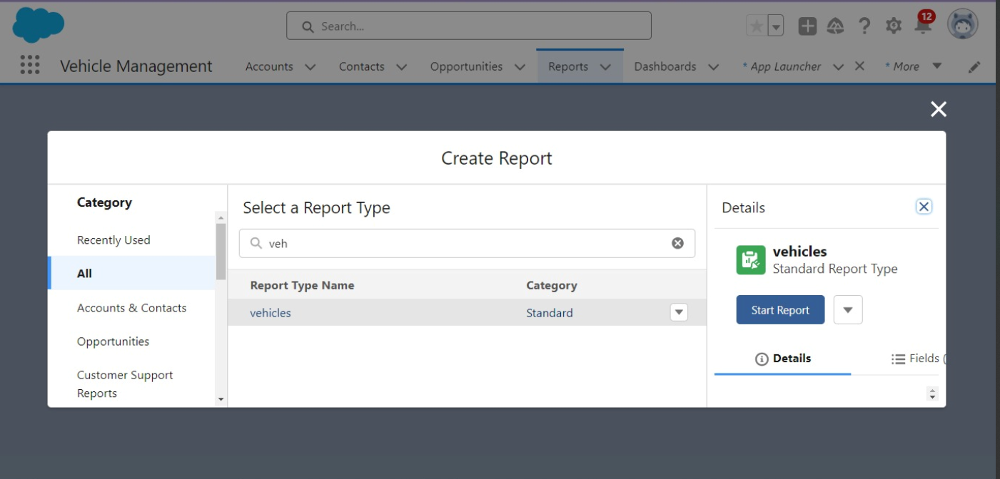 Search...
12
Vehicle Management
Accounts
Contacts
Opportunities
Reports
Dashboards
* App Launcher
* More
Create Report
Category
Recently Used
All
Accounts & Contacts
Opportunities
Customer Support
Reports
Select a Report Type
veh
Report Type Name Category
vehicles Standard
Details
vehicles
Standard Report Type
Start Report
Details
Fields (